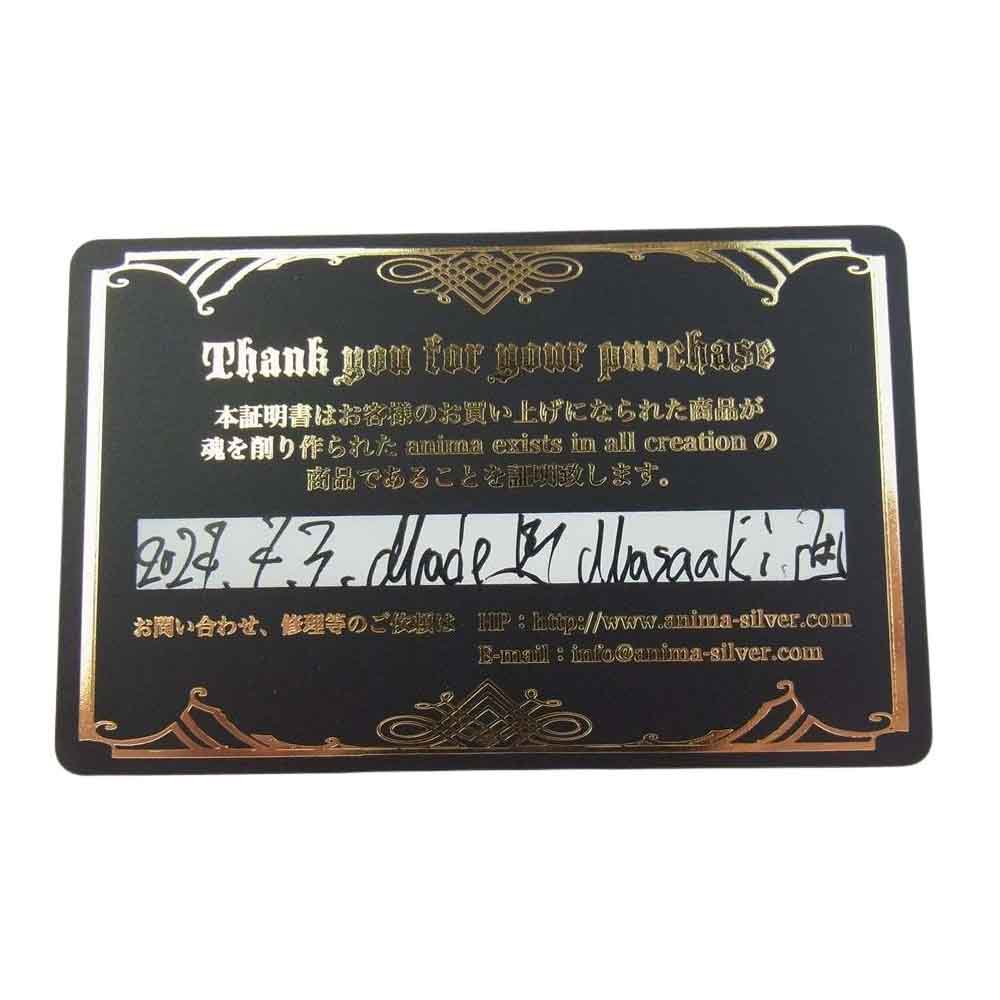 Thank you for your purchase
本証明書はお客様のお買い上げになられた商品が
魂を削り作られた anima exists in all creation の
商品であることを証明致します。
Made by Masaaki
お問い合わせ、修理等のご依頼は HP：http://www.anima-silver.com
E-mail：info@anima-silver.com